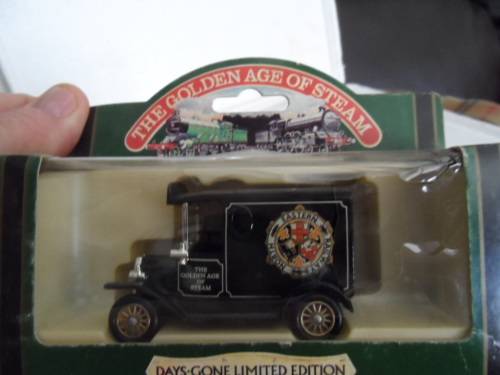 THE GOLDEN AGE OF STEAM
EASTERN
THE
GOLDEN AGE
OF
STEAM
DAYS-GONE LIMITED EDITION